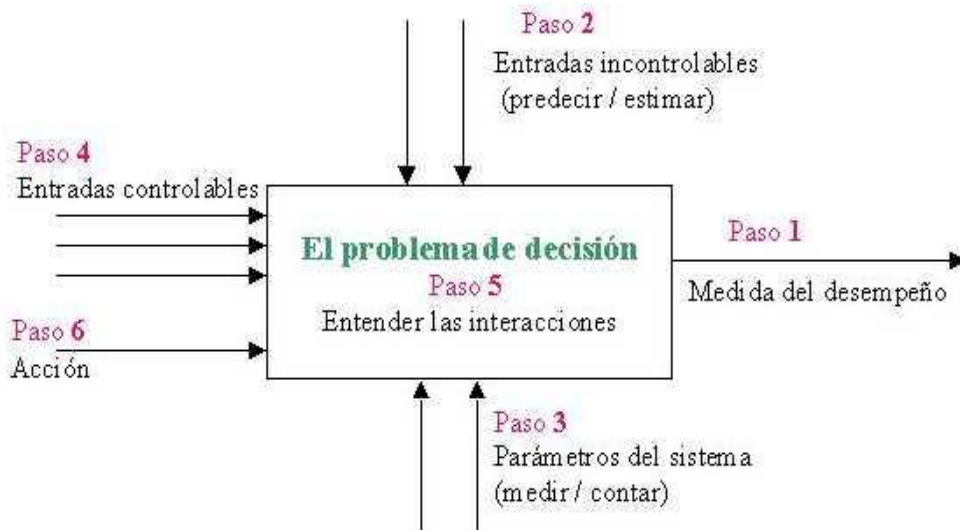 Paso 2
Entradas incontrolables
(predecir / estimar)
Paso 4
Entradas controlables
El problema de decisión
Paso 5
Entender las interacciones
Paso 1
Medida del desempeño
Paso 6
Acción
Paso 3
Parámetros del sistema
(medir / contar)